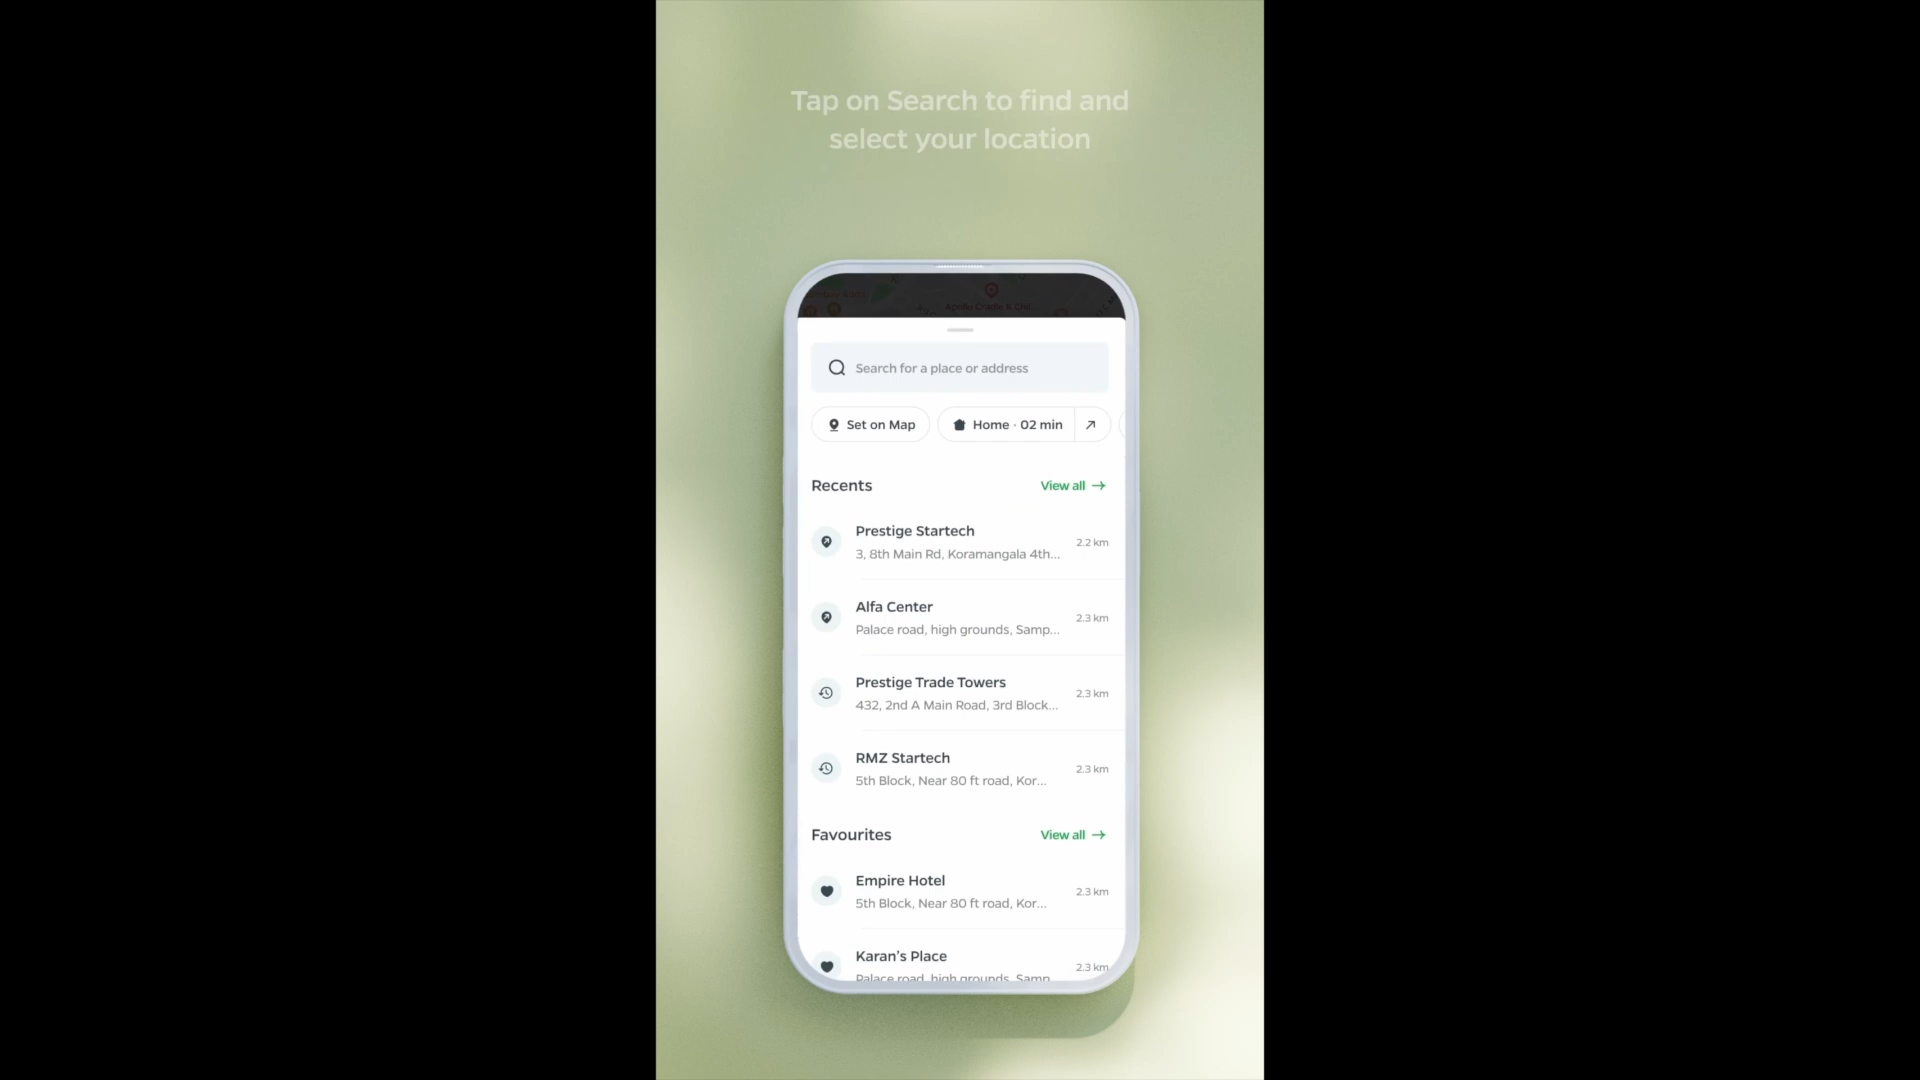 Tap on Search to find and
select your location
Apollo Cradle & Chil
Search for a place or address
Set on Map
Home · 02 min
Recents
View all
Prestige Startech
3, 8th Main Rd, Koramangala 4th...
2.2 km
Alfa Center
Palace road, high grounds, Samp...
2.3 km
Prestige Trade Towers
432, 2nd A Main Road, 3rd Block...
2.3 km
RMZ Startech
5th Block, Near 80 ft road, Kor...
2.3 km
Favourites
View all
Empire Hotel
5th Block, Near 80 ft road, Kor...
2.3 km
Karan's Place
Palace road, high grounds, Samp
2.3 km